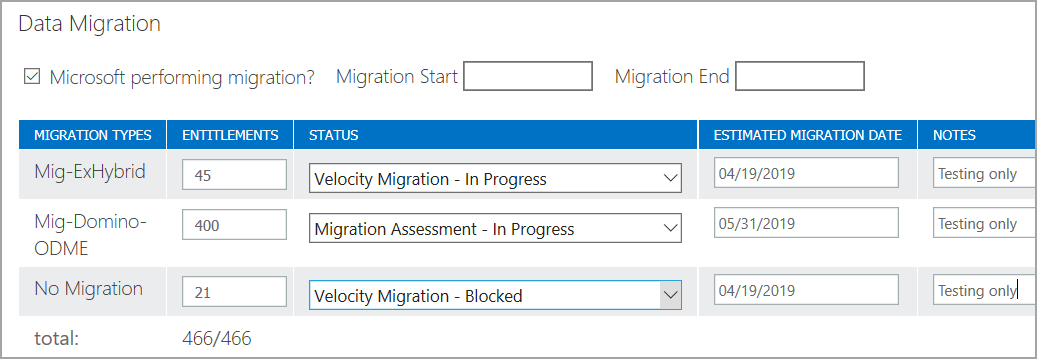 Data Migration
Microsoft performing migration? Migration Start Migration End
MIGRATION TYPES ENTITLEMENTS STATUS ESTIMATED MIGRATION DATE NOTES
Mig-ExHybrid 45 Velocity Migration - In Progress 04/19/2019 Testing only
Mig-Domino-
ODME 400 Migration Assessment - In Progress 05/31/2019 Testing only
No Migration 21 Velocity Migration - Blocked 04/19/2019 Testing only
total: 466/466